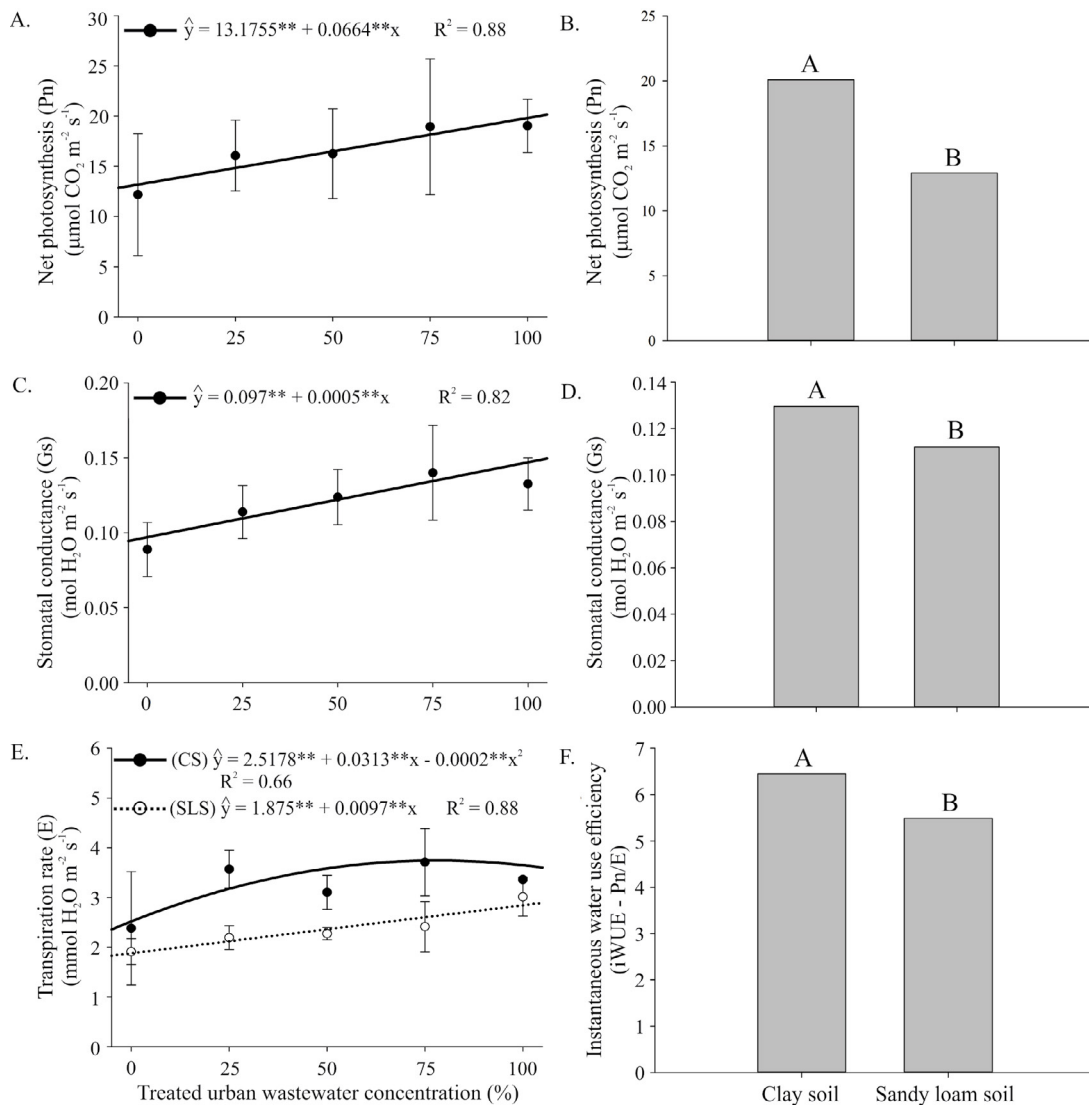 A.
ŷ = 13.1755** + 0.0664**x R² = 0.88
Net photosynthesis (Pn)
(µmol CO₂ m⁻² s⁻¹)
30
25
20
15
10
5
0
0 25 50 75 100
B.
Net photosynthesis (Pn)
(µmol CO₂ m⁻² s⁻¹)
25
20
15
10
5
0
A
B
C.
ŷ = 0.097** + 0.0005**x R² = 0.82
Stomatal conductance (Gs)
(mol H₂O m⁻² s⁻¹)
0.20
0.15
0.10
0.05
0.00
0 25 50 75 100
D.
Stomatal conductance (Gs)
(mol H₂O m⁻² s⁻¹)
0.14
0.12
0.10
0.08
0.06
0.04
0.02
0.00
A
B
E.
(CS) ŷ = 2.5178** + 0.0313**x - 0.0002**x²
R² = 0.66
(SLS) ŷ = 1.875** + 0.0097**x R² = 0.88
Transpiration rate (E)
(mmol H₂O m⁻² s⁻¹)
6
5
4
3
2
1
0
0 25 50 75 100
Treated urban wastewater concentration (%)
F.
Instantaneous water use efficiency
(iWUE - Pn/E)
7
6
5
4
3
2
1
0
A
B
Clay soil Sandy loam soil